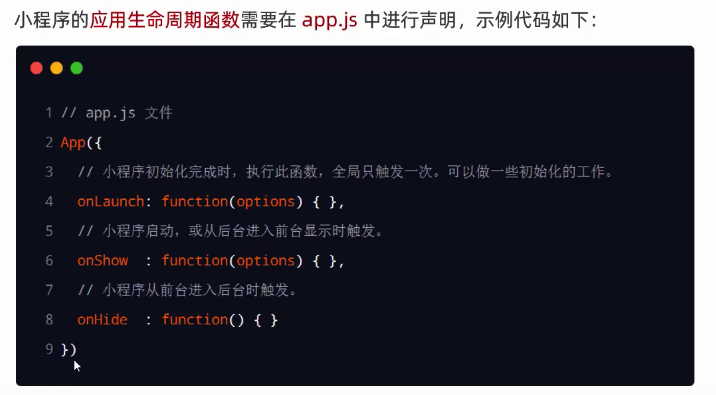 小程序的应用生命周期函数需要在 app.js 中进行声明，示例代码如下：
1 // app.js 文件
2 App({
3   // 小程序初始化完成时，执行此函数，全局只触发一次。可以做一些初始化的工作。
4   onLaunch: function(options) { },
5   // 小程序启动，或从后台进入前台显示时触发。
6   onShow  : function(options) { },
7   // 小程序从前台进入后台时触发。
8   onHide  : function() { }
9 })